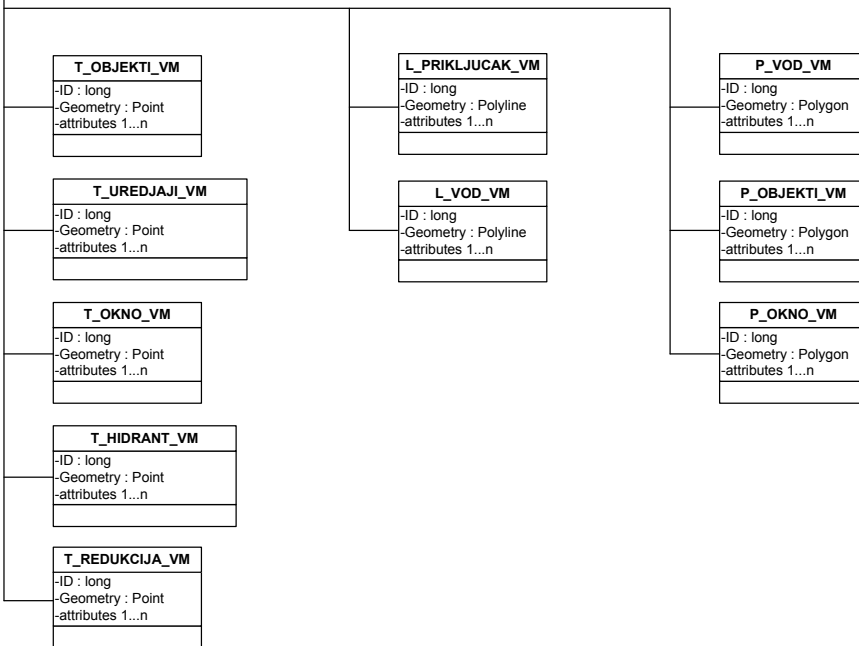 T_OBJEKTI_VM
-ID : long
-Geometry : Point
-attributes 1...n
T_UREDJAJI_VM
-ID : long
-Geometry : Point
-attributes 1...n
T_OKNO_VM
-ID : long
-Geometry : Point
-attributes 1...n
T_HIDRANT_VM
-ID : long
-Geometry : Point
-attributes 1...n
T_REDUKCIJA_VM
-ID : long
-Geometry : Point
-attributes 1...n
L_PRIKLJUCAK_VM
-ID : long
-Geometry : Polyline
-attributes 1...n
L_VOD_VM
-ID : long
-Geometry : Polyline
-attributes 1...n
P_VOD_VM
-ID : long
-Geometry : Polygon
-attributes 1...n
P_OBJEKTI_VM
-ID : long
-Geometry : Polygon
-attributes 1...n
P_OKNO_VM
-ID : long
-Geometry : Polygon
-attributes 1...n